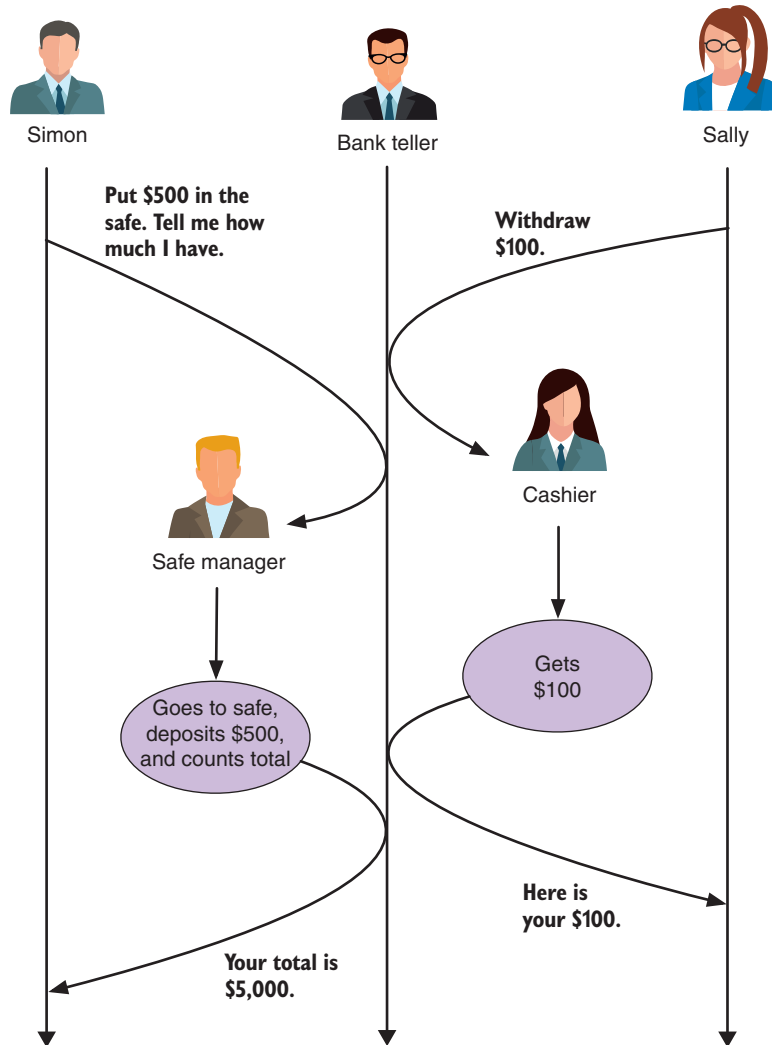 Simon
Bank teller
Sally
Put $500 in the
safe. Tell me how
much I have.
Withdraw
$100.
Cashier
Safe manager
Gets
$100
Goes to safe,
deposits $500,
and counts total
Here is
your $100.
Your total is
$5,000.